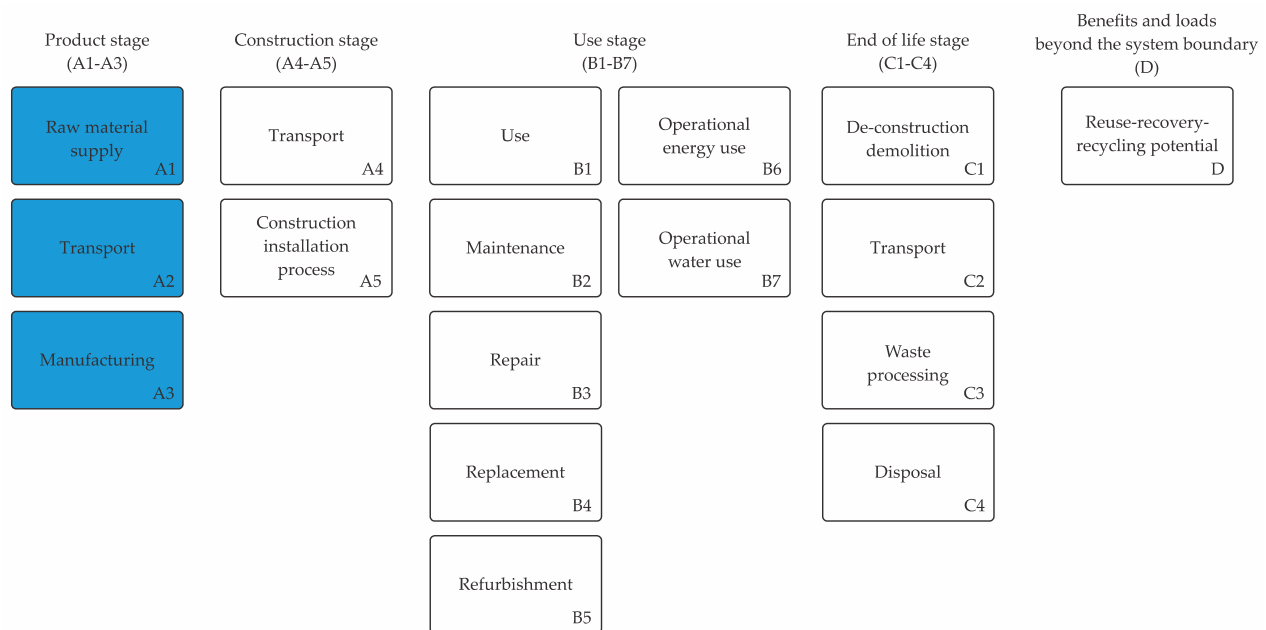 Product stage
(A1-A3)
Raw material
supply
A1
Transport
A2
Manufacturing
A3
Construction stage
(A4-A5)
Transport
A4
Construction
installation
process
A5
Use stage
(B1-B7)
Use
B1
Maintenance
B2
Repair
B3
Replacement
B4
Refurbishment
B5
Operational
energy use
B6
Operational
water use
B7
End of life stage
(C1-C4)
De-construction
demolition
C1
Transport
C2
Waste
processing
C3
Disposal
C4
Benefits and loads
beyond the system boundary
(D)
Reuse-recovery-
recycling potential
D